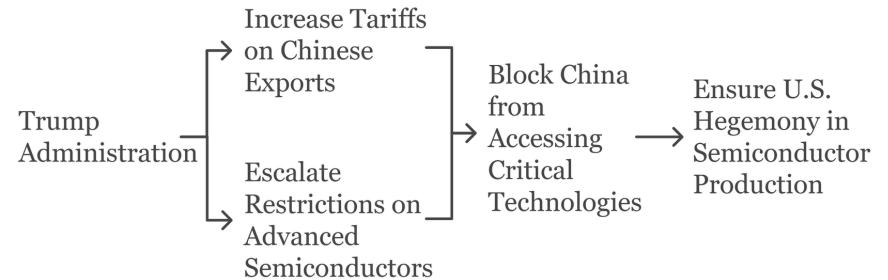 Trump
Administration
Increase Tariffs
on Chinese
Exports
Escalate
Restrictions on
Advanced
Semiconductors
Block China
from
Accessing
Critical
Technologies
Ensure U.S.
Hegemony in
Semiconductor
Production